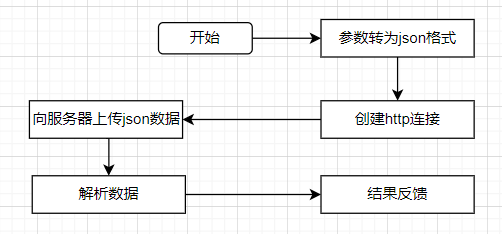 开始
参数转为json格式
创建http连接
向服务器上传json数据
解析数据
结果反馈